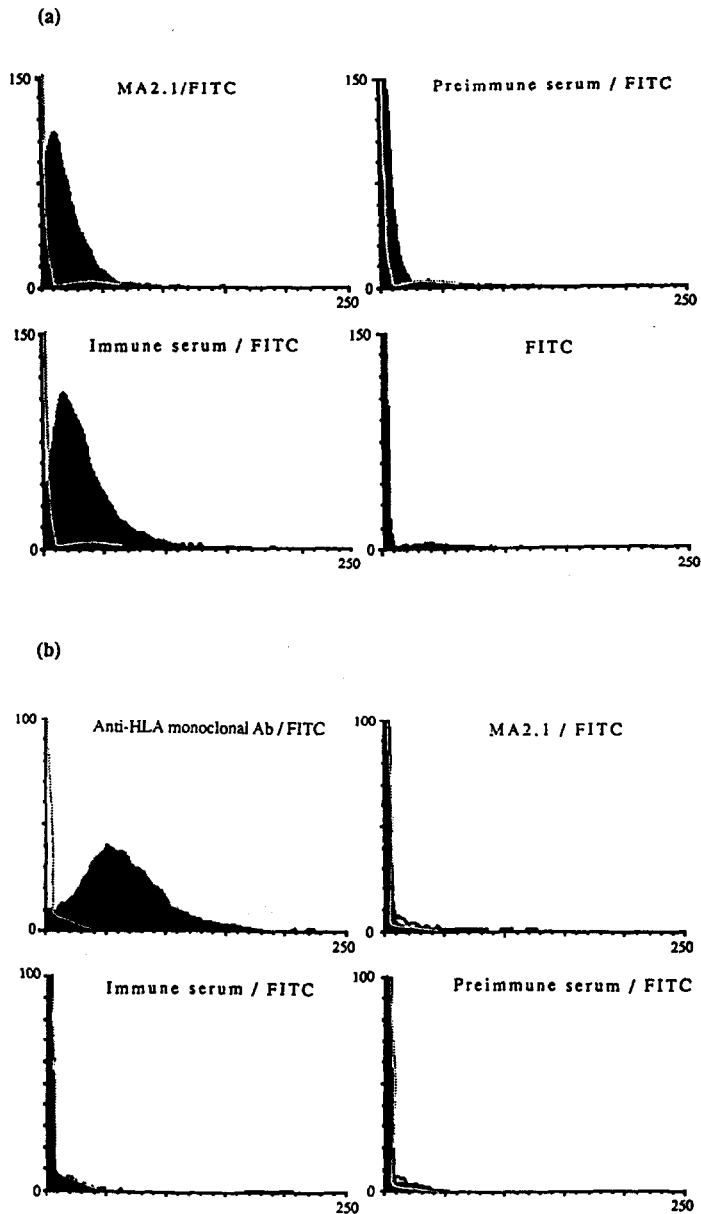 (a)
150
MA2.1/FITC
0
250
150
Preimmune serum / FITC
0
250
150
Immune serum / FITC
0
250
150
FITC
0
250
(b)
100
Anti-HLA monoclonal Ab / FITC
0
250
100
MA2.1 / FITC
0
250
100
Immune serum / FITC
0
250
100
Preimmune serum / FITC
0
250